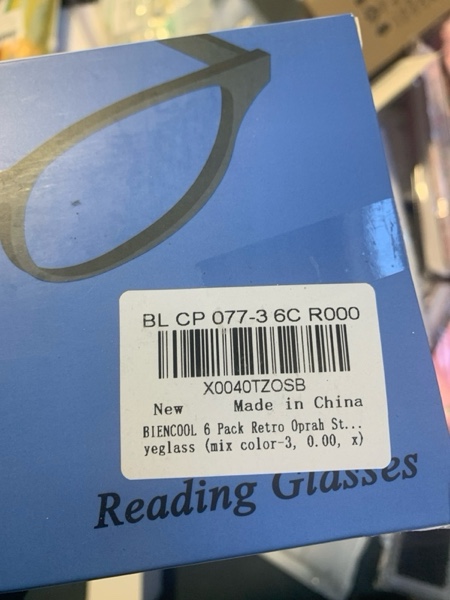 BL CP 077-3 6C R000
X0040TZOSB
New Made in China
BIENCOOL 6 Pack Retro Oprah St...
yeglass (mix color-3, 0.00, x)
Reading Glasses